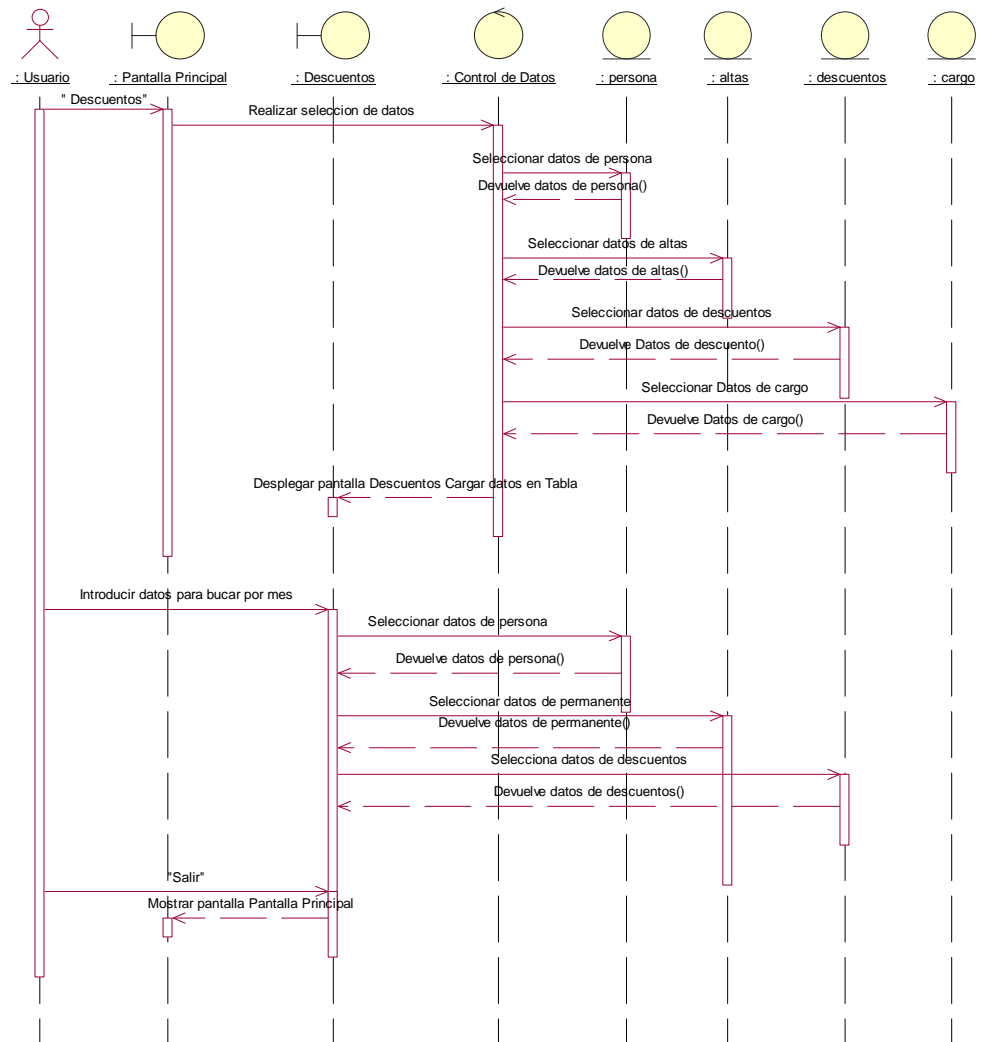 : Usuario
: Pantalla Principal
: Descuentos
: Control de Datos
: persona
: altas
: descuentos
: cargo
" Descuentos"
Realizar seleccion de datos
Seleccionar datos de persona
Devuelve datos de persona()
Seleccionar datos de altas
Devuelve datos de altas()
Seleccionar datos de descuentos
Devuelve Datos de descuento()
Seleccionar Datos de cargo
Devuelve Datos de cargo()
Desplegar pantalla Descuentos Cargar datos en Tabla
Introducir datos para bucar por mes
Seleccionar datos de persona
Devuelve datos de persona()
Seleccionar datos de permanente
Devuelve datos de permanente()
Selecciona datos de descuentos
Devuelve datos de descuentos()
"Salir"
Mostrar pantalla Pantalla Principal